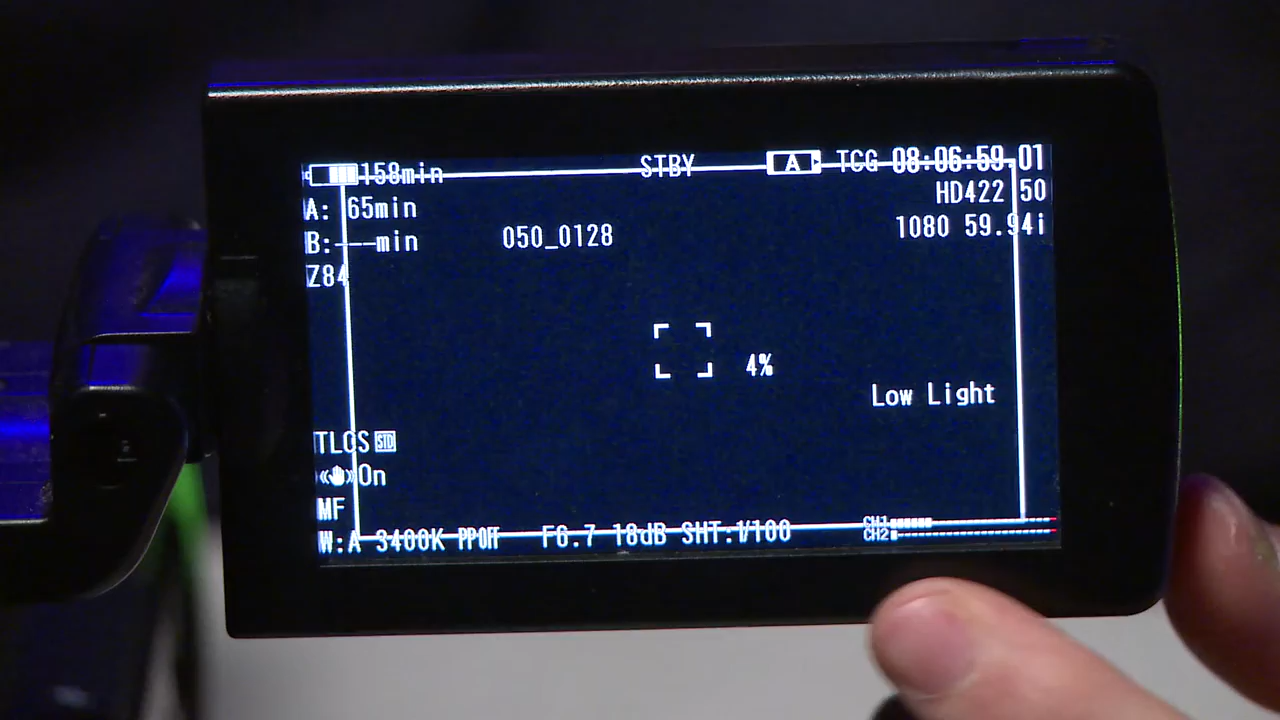 158min STBY A TCG 08:06:59.01
A: 65min HD422 50
B:---min 050_0128 1080 59.94i
Z84
4%
Low Light
TLCS STD
On
MF
W:A 3400K PPOFF F6.7 18dB SHT:1/100 CH1
CH2